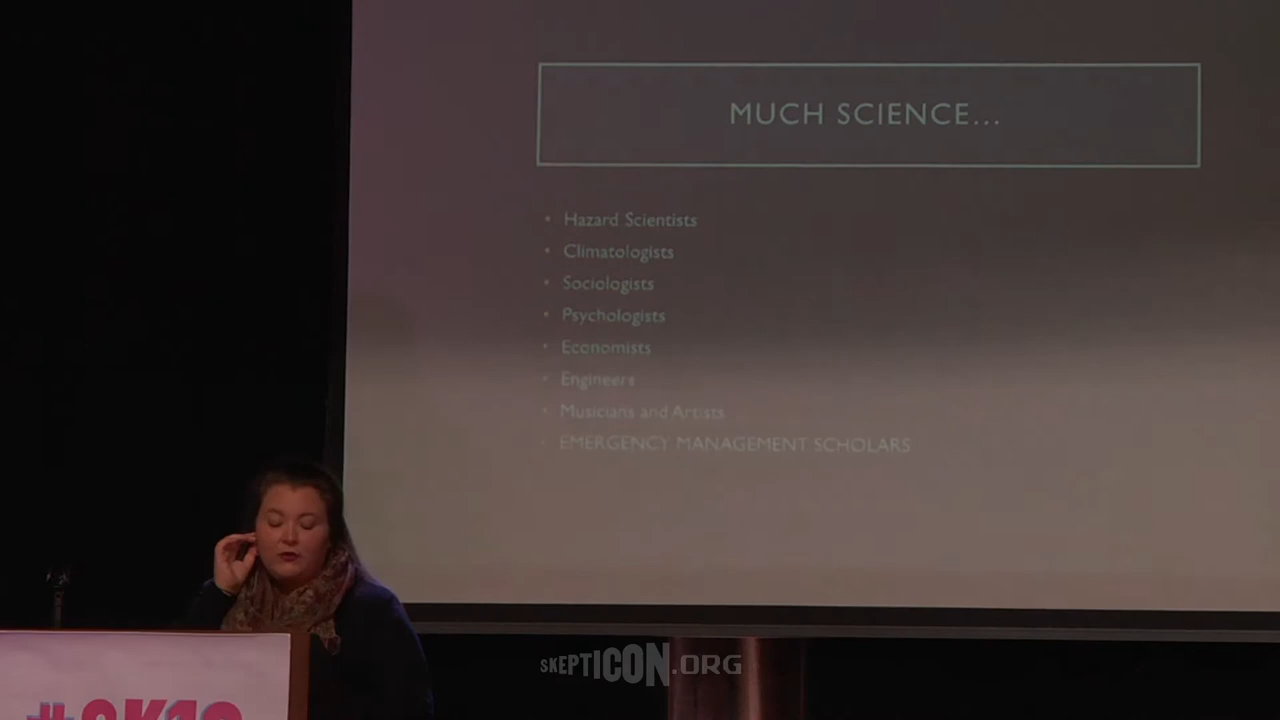 MUCH SCIENCE...
• Hazard Scientists
• Climatologists
• Sociologists
• Psychologists
• Economists
• Engineers
• Musicians and Artists
• EMERGENCY MANAGEMENT SCHOLARS
SKEPTICON.ORG